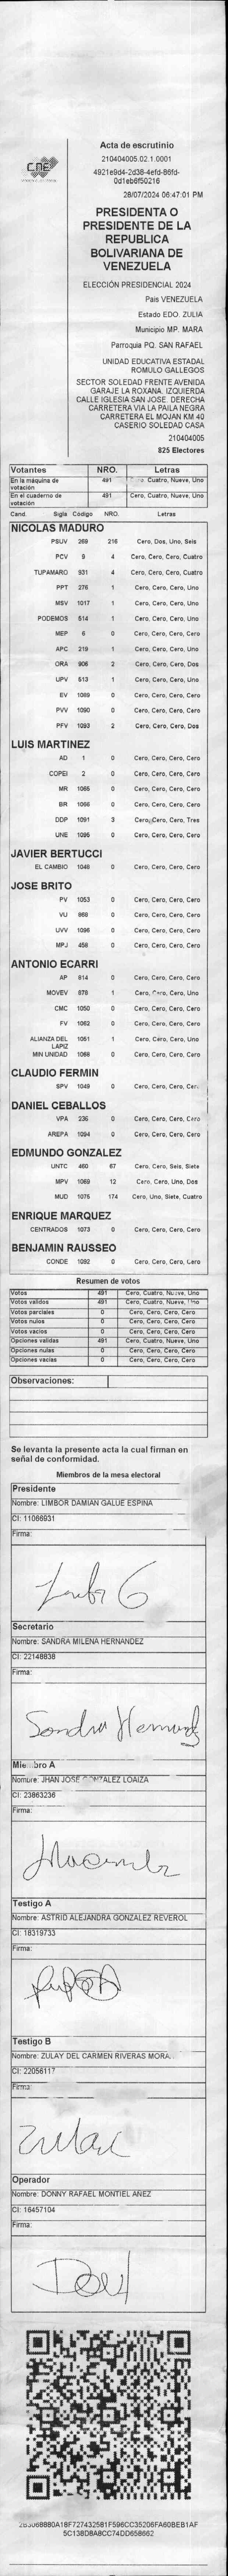 CNE
Acta de escrutinio
210404005.02.1.0001
4921e9d4-2d38-4efd-86fd-
0d1eb6f50216
28/07/2024 06:47:01 PM
PRESIDENTA O
PRESIDENTE DE LA
REPUBLICA
BOLIVARIANA DE
VENEZUELA
ELECCIÓN PRESIDENCIAL 2024
Pais VENEZUELA
Estado EDO. ZULIA
Municipio MP. MARA
Parroquia PQ. SAN RAFAEL
UNIDAD EDUCATIVA ESTADAL
ROMULO GALLEGOS
SECTOR SOLEDAD FRENTE AVENIDA
GARAJE LA ROXANA. IZQUIERDA
CALLE IGLESIA SAN JOSE. DERECHA
CARRETERA VIA LA PAILA NEGRA
CARRETERA EL MOJAN KM 40
CASERIO SOLEDAD CASA
210404005
825 Electores
Votantes NRO. Letras
En la máquina de votación 491 Cuatro, Nueve, Uno
En el cuaderno de votación 491 Cero, Cuatro, Nueve, Uno
Cand. Sigla Código NRO. Letras
NICOLAS MADURO
PSUV 269 216 Cero, Dos, Uno, Seis
PCV 9 4 Cero, Cero, Cero, Cuatro
TUPAMARO 931 4 Cero, Cero, Cero, Cuatro
PPT 276 1 Cero, Cero, Cero, Uno
MSV 1017 1 Cero, Cero, Cero, Uno
PODEMOS 514 1 Cero, Cero, Cero, Uno
MEP 6 0 Cero, Cero, Cero, Cero
APC 219 1 Cero, Cero, Cero, Uno
ORA 906 2 Cero, Cero, Cero, Dos
UPV 513 1 Cero, Cero, Cero, Uno
EV 1089 0 Cero, Cero, Cero, Cero
PVV 1090 0 Cero, Cero, Cero, Cero
PFV 1093 2 Cero, Cero, Cero, Dos
LUIS MARTINEZ
AD 1 0 Cero, Cero, Cero, Cero
COPEI 2 0 Cero, Cero, Cero, Cero
MR 1065 0 Cero, Cero, Cero, Cero
BR 1066 0 Cero, Cero, Cero, Cero
DDP 1091 3 Cero, Cero, Cero, Tres
UNE 1095 0 Cero, Cero, Cero, Cero
JAVIER BERTUCCI
EL CAMBIO 1048 0 Cero, Cero, Cero, Cero
JOSE BRITO
PV 1053 0 Cero, Cero, Cero, Cero
VU 868 0 Cero, Cero, Cero, Cero
UVV 1096 0 Cero, Cero, Cero, Cero
MPJ 458 0 Cero, Cero, Cero, Cero
ANTONIO ECARRI
AP 814 0 Cero, Cero, Cero, Cero
MOVEV 878 1 Cero, Cero, Cero, Uno
CMC 1050 0 Cero, Cero, Cero, Cero
FV 1062 0 Cero, Cero, Cero, Cero
ALIANZA DEL LAPIZ 1051 1 Cero, Cero, Cero, Uno
MIN UNIDAD 1068 0 Cero, Cero, Cero, Cero
CLAUDIO FERMIN
SPV 1049 0 Cero, Cero, Cero, Cero
DANIEL CEBALLOS
VPA 236 0 Cero, Cero, Cero, Cero
AREPA 1094 0 Cero, Cero, Cero, Cero
EDMUNDO GONZALEZ
UNTC 460 67 Cero, Cero, Seis, Siete
MPV 1069 12 Cero, Cero, Uno, Dos
MUD 1075 174 Cero, Uno, Siete, Cuatro
ENRIQUE MARQUEZ
CENTRADOS 1073 0 Cero, Cero, Cero, Cero
BENJAMIN RAUSSEO
CONDE 1092 0 Cero, Cero, Cero, Cero
Resumen de votos
Votos 491 Cero, Cuatro, Nueve, Uno
Votos validos 491 Cero, Cuatro, Nueve, Uno
Votos parciales 0 Cero, Cero, Cero, Cero
Votos nulos 0 Cero, Cero, Cero, Cero
Votos vacios 0 Cero, Cero, Cero, Cero
Opciones validas 491 Cero, Cuatro, Nueve, Uno
Opciones nulas 0 Cero, Cero, Cero, Cero
Opciones vacias 0 Cero, Cero, Cero, Cero
Observaciones:
Se levanta la presente acta la cual firman en
señal de conformidad.
Miembros de la mesa electoral
Presidente
Nombre: LIMBOR DAMIAN GALUE ESPINA
CI: 11066931
Firma:
Secretario
Nombre: SANDRA MILENA HERNANDEZ
CI: 22148838
Firma:
Sandra Hernandez
Miembro A
Nombre: JHAN JOSE GONZALEZ LOAIZA
CI: 23863236
Firma:
Testigo A
Nombre: ASTRID ALEJANDRA GONZALEZ REVEROL
CI: 18319733
Firma:
Testigo B
Nombre: ZULAY DEL CARMEN RIVERAS MORA
CI: 22056117
Firma:
Operador
Nombre: DONNY RAFAEL MONTIEL AÑEZ
CI: 16457104
Firma:
5C138D8A8CC74DD658662